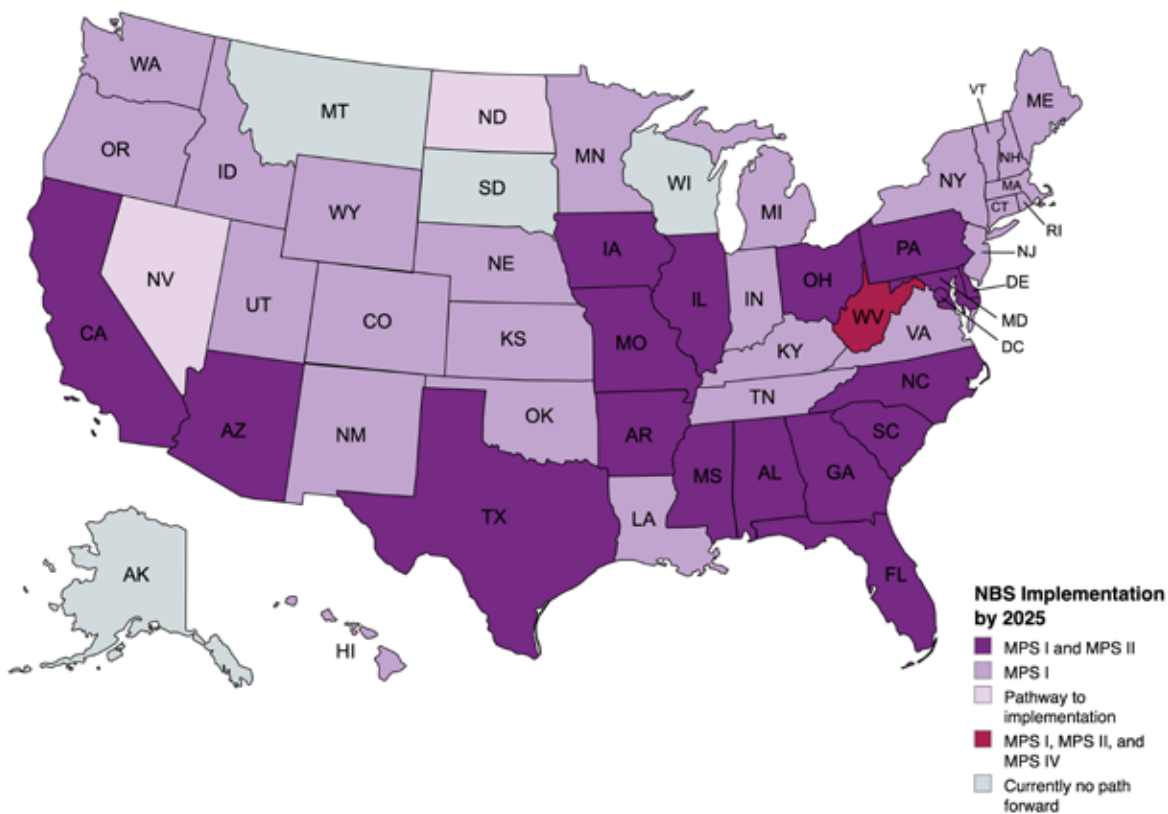 WA
MT
ND
MN
VT
ME
OR
ID
SD
WI
NH
NY
MA
WY
MI
CT
RI
IA
NE
PA
NJ
NV
UT
IL
IN
OH
DE
CO
WV
MD
CA
KS
MO
VA
DC
KY
NC
TN
AZ
NM
OK
AR
SC
MS
AL
GA
TX
LA
AK
FL
HI
NBS Implementation
by 2025
MPS I and MPS II
MPS I
Pathway to
implementation
MPS I, MPS II, and
MPS IV
Currently no path
forward